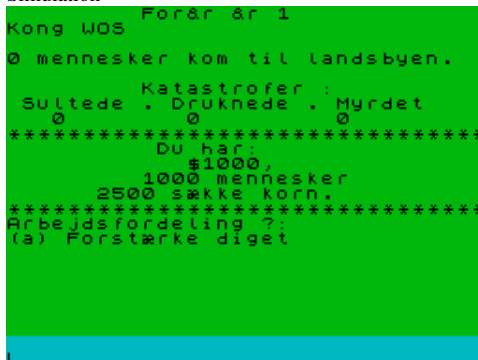 Forår år 1
Kong WOS
0 mennesker kom til landsbyen.
Katastrofer :
Sultede . Druknede . Myrdet
0 0 0
********************************
Du har:
$1000,
1000 mennesker
2500 sække korn.
********************************
Arbejdsfordeling ?:
(a) Forstærke diget